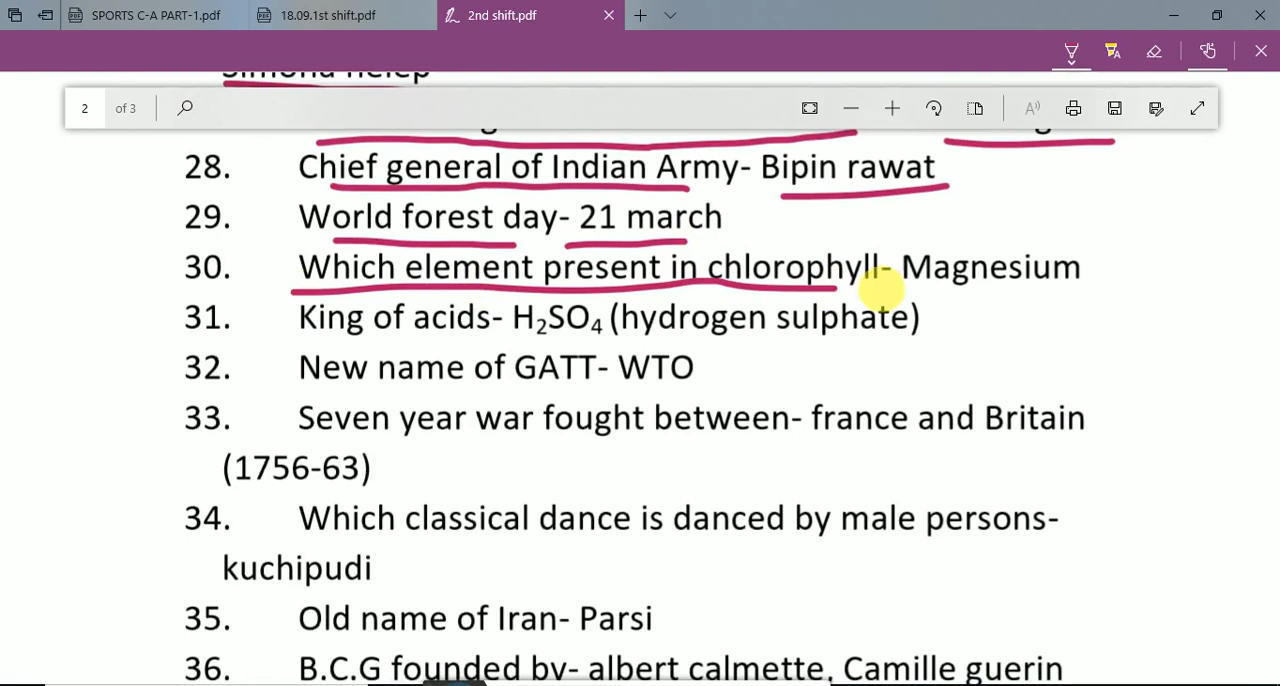 SPORTS C-A PART-1.pdf 18.09.1st shift.pdf 2nd shift.pdf
2 of 3
28. Chief general of Indian Army- Bipin rawat
29. World forest day- 21 march
30. Which element present in chlorophyll- Magnesium
31. King of acids- H₂SO₄ (hydrogen sulphate)
32. New name of GATT- WTO
33. Seven year war fought between- france and Britain
(1756-63)
34. Which classical dance is danced by male persons-
kuchipudi
35. Old name of Iran- Parsi
36. B.C.G founded by- albert calmette, Camille guerin